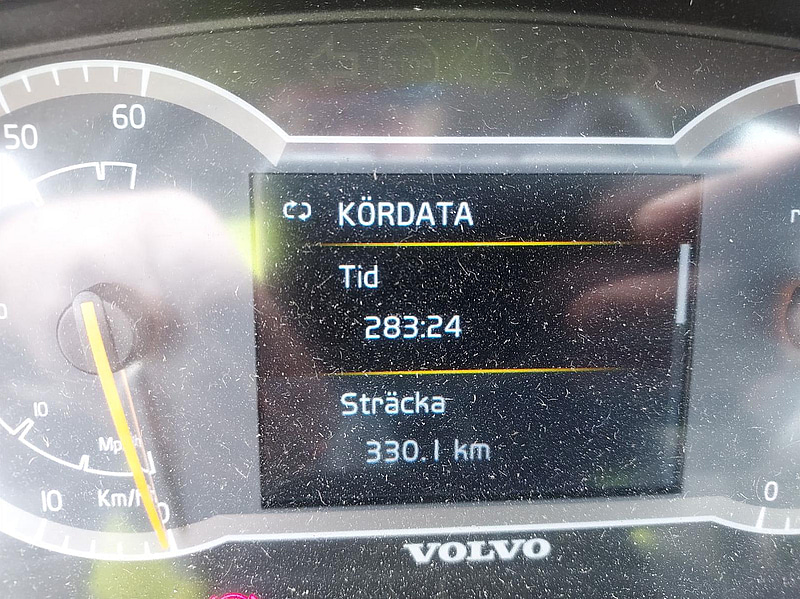 60
50
KÖRDATA
Tid
283:24
Sträcka
330.1 km
10
10
Km/h
0
VOLVO